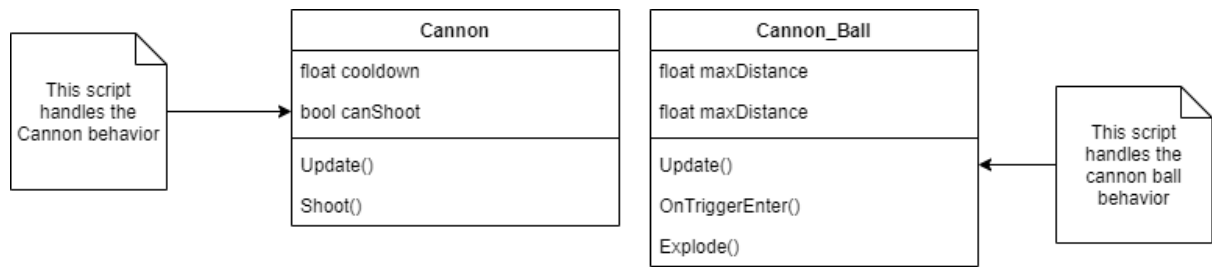 This script
handles the
Cannon behavior
Cannon
float cooldown
bool canShoot
Update()
Shoot()
Cannon_Ball
float maxDistance
float maxDistance
Update()
OnTriggerEnter()
Explode()
This script
handles the
cannon ball
behavior